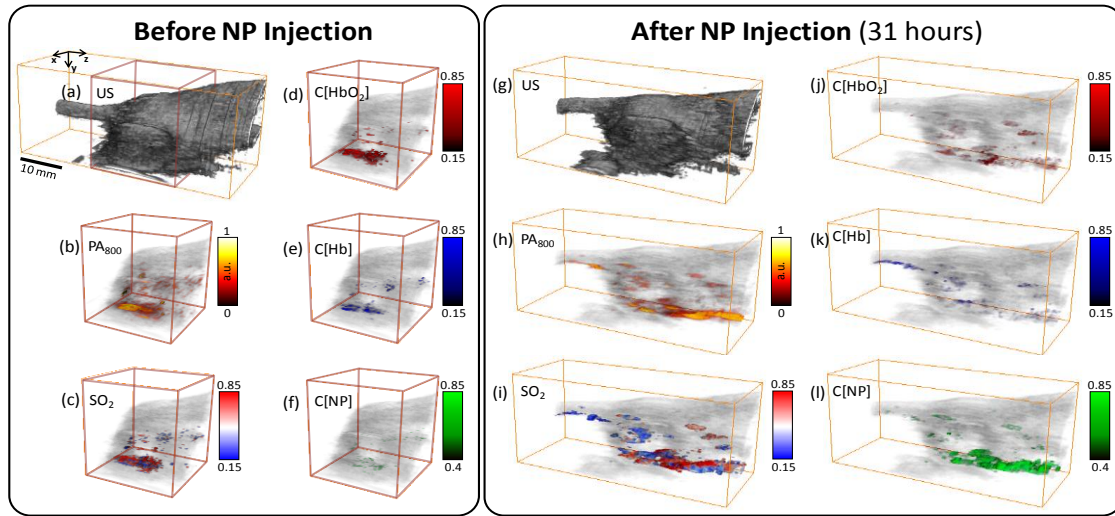 Before NP Injection
x
z
y
(a)
US
10 mm
(d)
C[HbO₂]
0.85
0.15
(b)
PA₈₀₀
1
a.u.
0
(e)
C[Hb]
0.85
0.15
(c)
SO₂
0.85
0.15
(f)
C[NP]
0.85
0.4
After NP Injection (31 hours)
(g)
US
(j)
C[HbO₂]
0.85
0.15
(h)
PA₈₀₀
1
a.u.
0
(k)
C[Hb]
0.85
0.15
(i)
SO₂
0.85
0.15
(l)
C[NP]
0.85
0.4